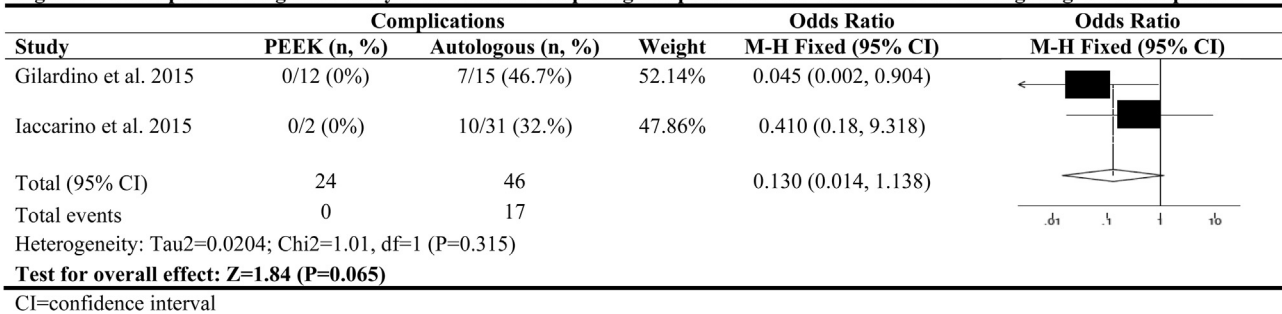 Complications Odds Ratio Odds Ratio
Study PEEK (n, %) Autologous (n, %) Weight M-H Fixed (95% CI) M-H Fixed (95% CI)
Gilardino et al. 2015 0/12 (0%) 7/15 (46.7%) 52.14% 0.045 (0.002, 0.904)
Iaccarino et al. 2015 0/2 (0%) 10/31 (32.%) 47.86% 0.410 (0.18, 9.318)
Total (95% CI) 24 46 0.130 (0.014, 1.138)
Total events 0 17
.01 .1 1 10
Heterogeneity: Tau2=0.0204; Chi2=1.01, df=1 (P=0.315)
Test for overall effect: Z=1.84 (P=0.065)
CI=confidence interval